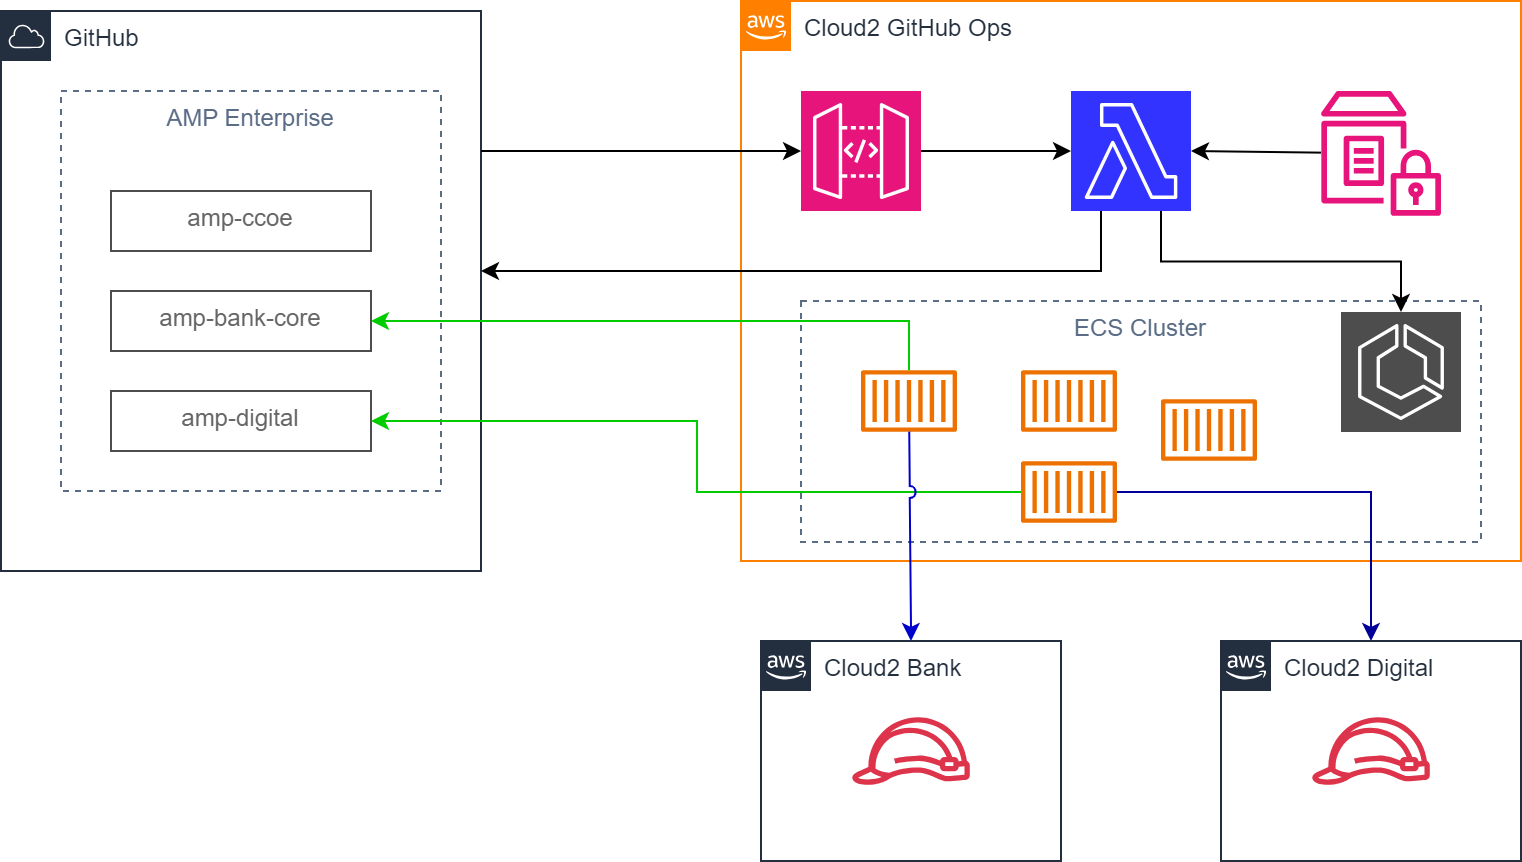 GitHub
AMP Enterprise
amp-ccoe
amp-bank-core
amp-digital
aws
Cloud2 GitHub Ops
</>
ECS Cluster
aws
Cloud2 Bank
aws
Cloud2 Digital